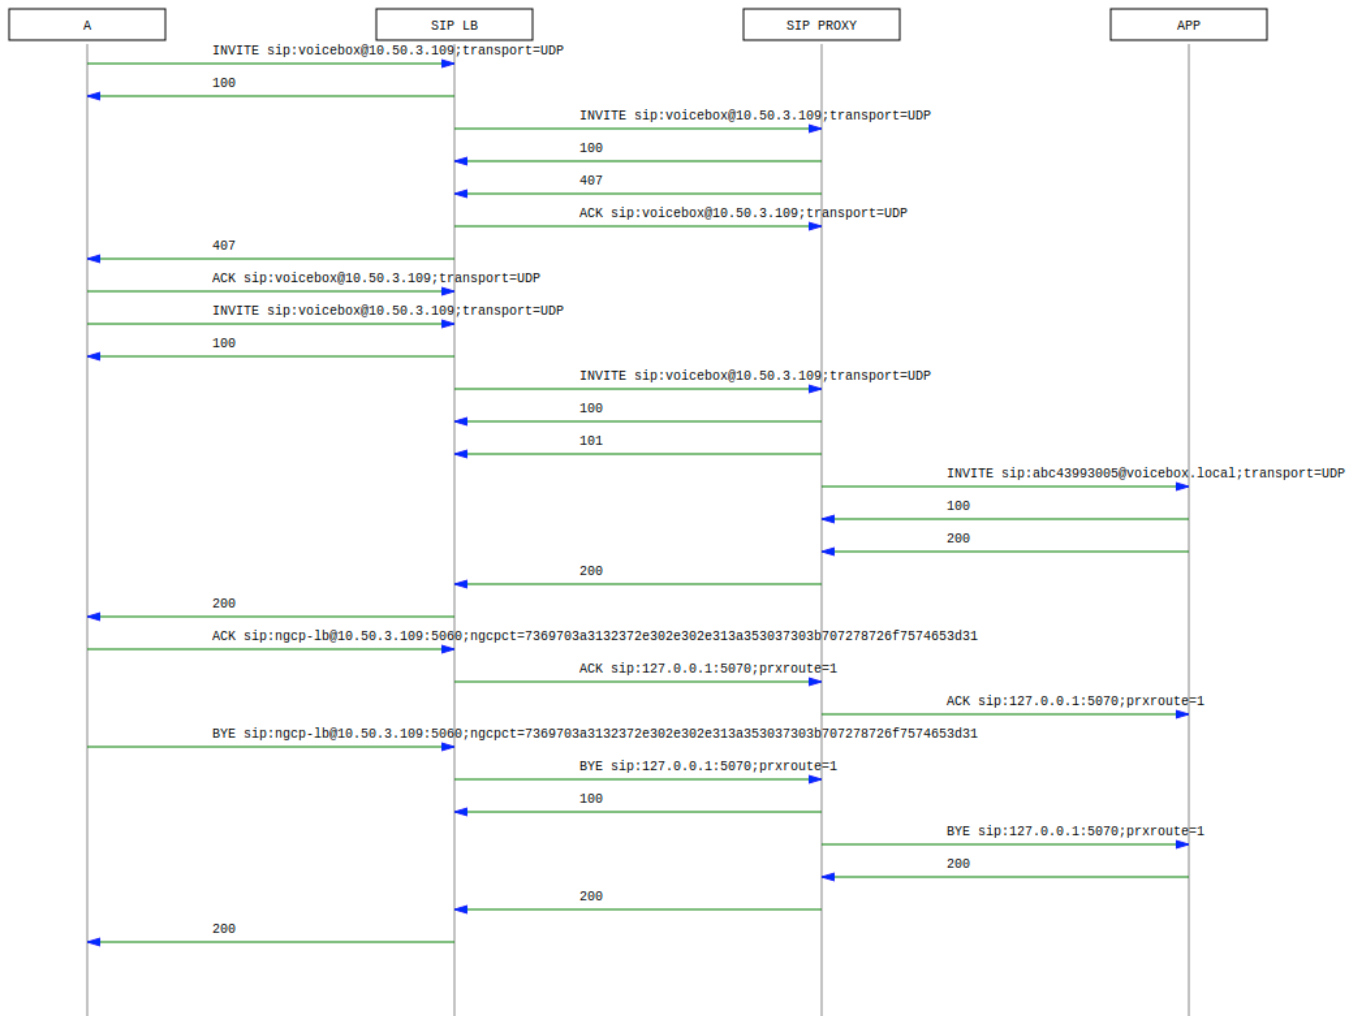 A
SIP LB
SIP PROXY
APP
INVITE sip:voicebox@10.50.3.109;transport=UDP
100
INVITE sip:voicebox@10.50.3.109;transport=UDP
100
407
ACK sip:voicebox@10.50.3.109;transport=UDP
407
ACK sip:voicebox@10.50.3.109;transport=UDP
INVITE sip:voicebox@10.50.3.109;transport=UDP
100
INVITE sip:voicebox@10.50.3.109;transport=UDP
100
101
INVITE sip:abc43993005@voicebox.local;transport=UDP
100
200
200
200
ACK sip:ngcp-lb@10.50.3.109:5060;ngcpct=7369703a3132372e302e302e313a353037303b707278726f7574653d31
ACK sip:127.0.0.1:5070;prxroute=1
ACK sip:127.0.0.1:5070;prxroute=1
BYE sip:ngcp-lb@10.50.3.109:5060;ngcpct=7369703a3132372e302e302e313a353037303b707278726f7574653d31
BYE sip:127.0.0.1:5070;prxroute=1
100
BYE sip:127.0.0.1:5070;prxroute=1
200
200
200